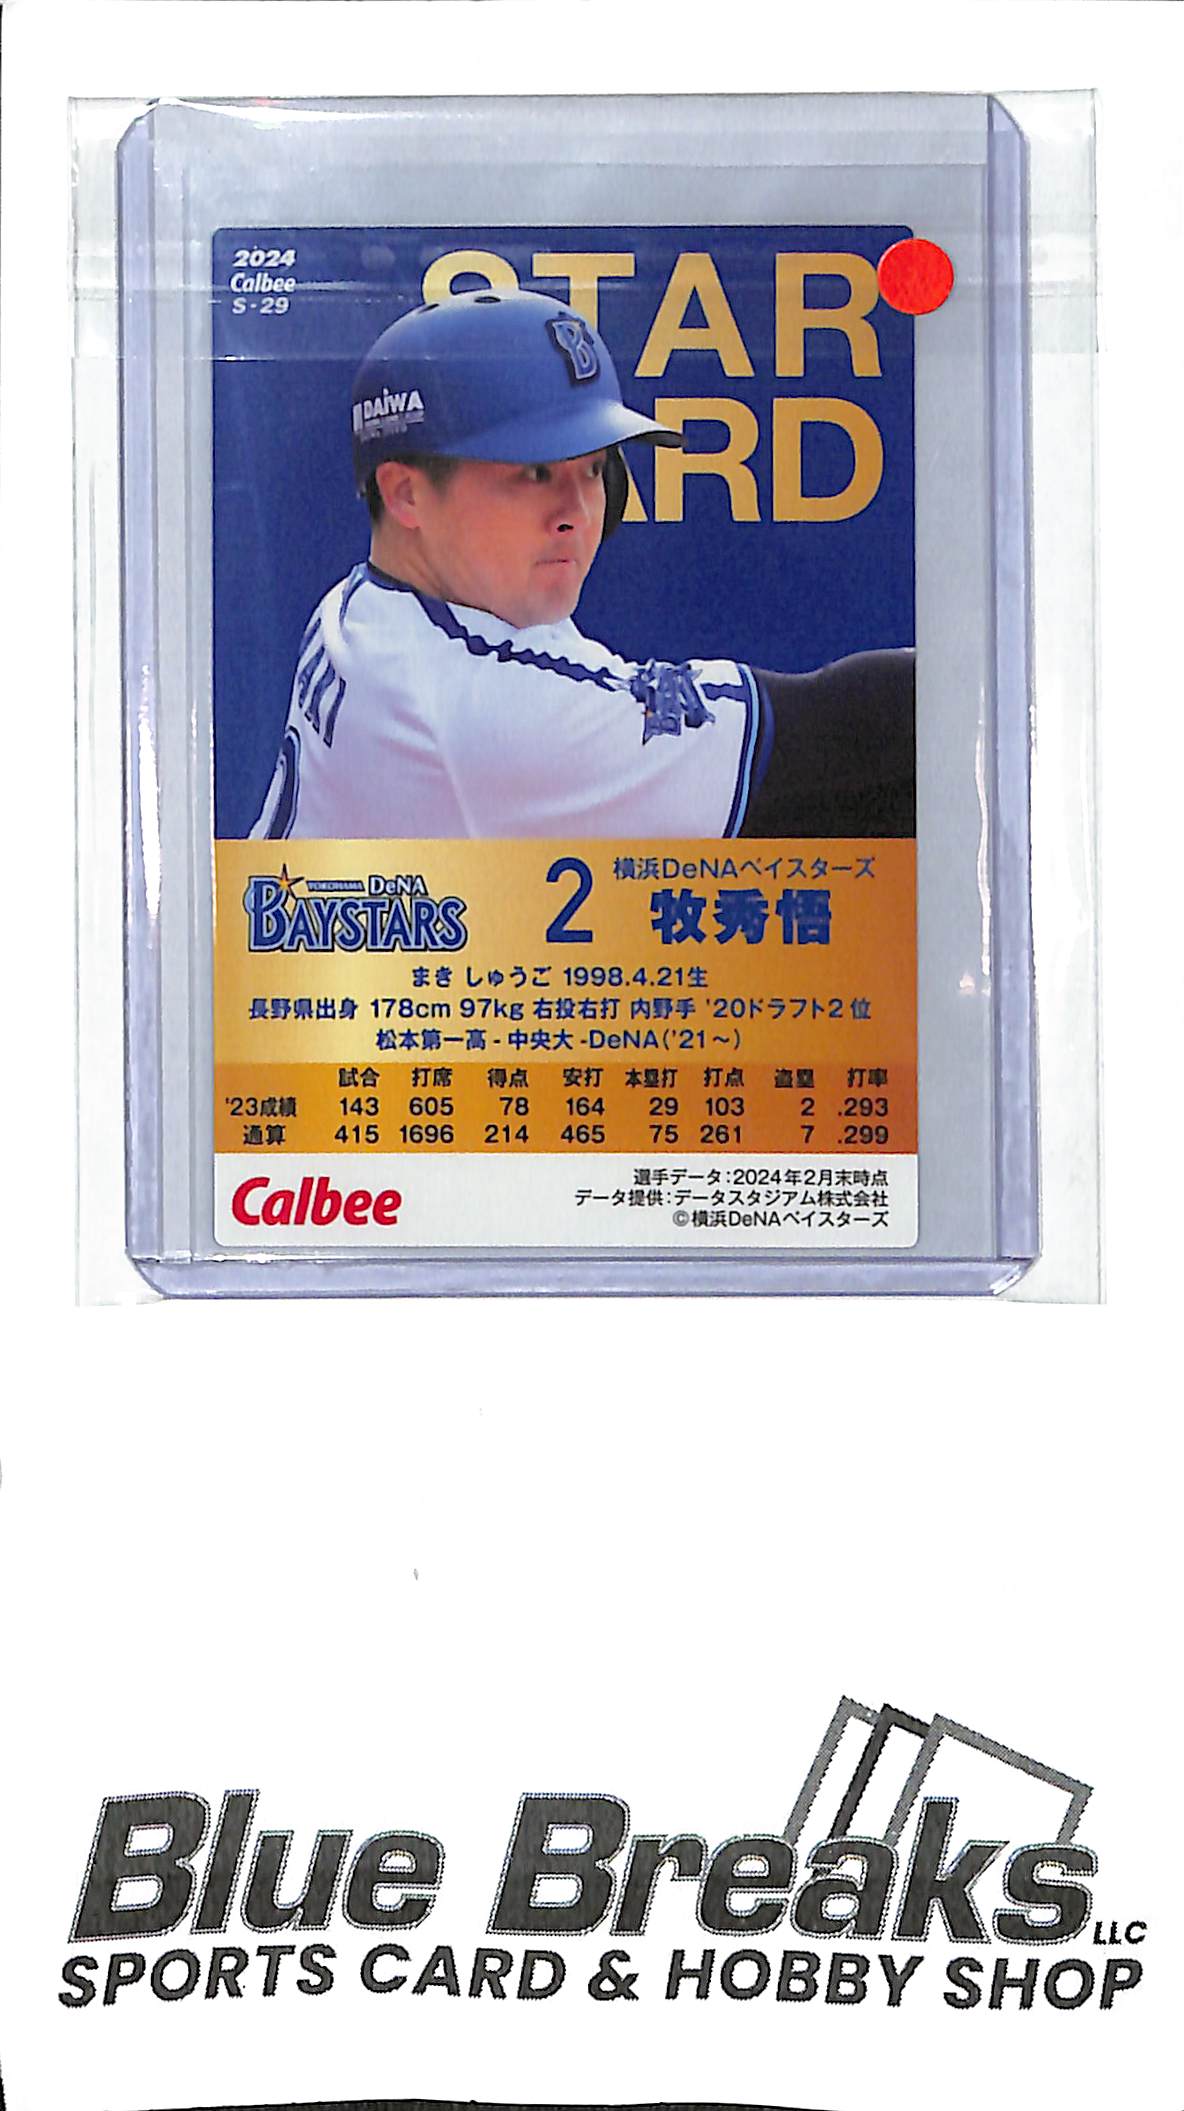 2024
Calbee
S-29
STAR
ARD
DAIWA
AKI
YOKOHAMA DeNA
BAYSTARS
2
横浜DeNAベイスターズ
牧秀悟
まき しゅうご 1998.4.21生
長野県出身 178cm 97kg 右投右打 内野手 '20ドラフト2位
松本第一高-中央大-DeNA('21～)
試合 打席 得点 安打 本塁打 打点 盗塁 打率
'23成績 143 605 78 164 29 103 2 .293
通算 415 1696 214 465 75 261 7 .299
Calbee
選手データ:2024年2月末時点
データ提供:データスタジアム株式会社
©横浜DeNAベイスターズ
Blue Breaks LLC
SPORTS CARD & HOBBY SHOP